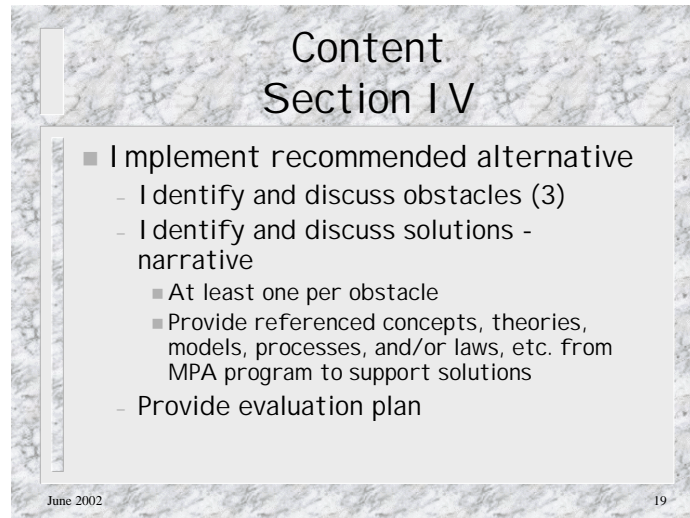 Content
Section IV
Implement recommended alternative
- Identify and discuss obstacles (3)
- Identify and discuss solutions -
narrative
At least one per obstacle
Provide referenced concepts, theories,
models, processes, and/or laws, etc. from
MPA program to support solutions
- Provide evaluation plan
June 2002
19